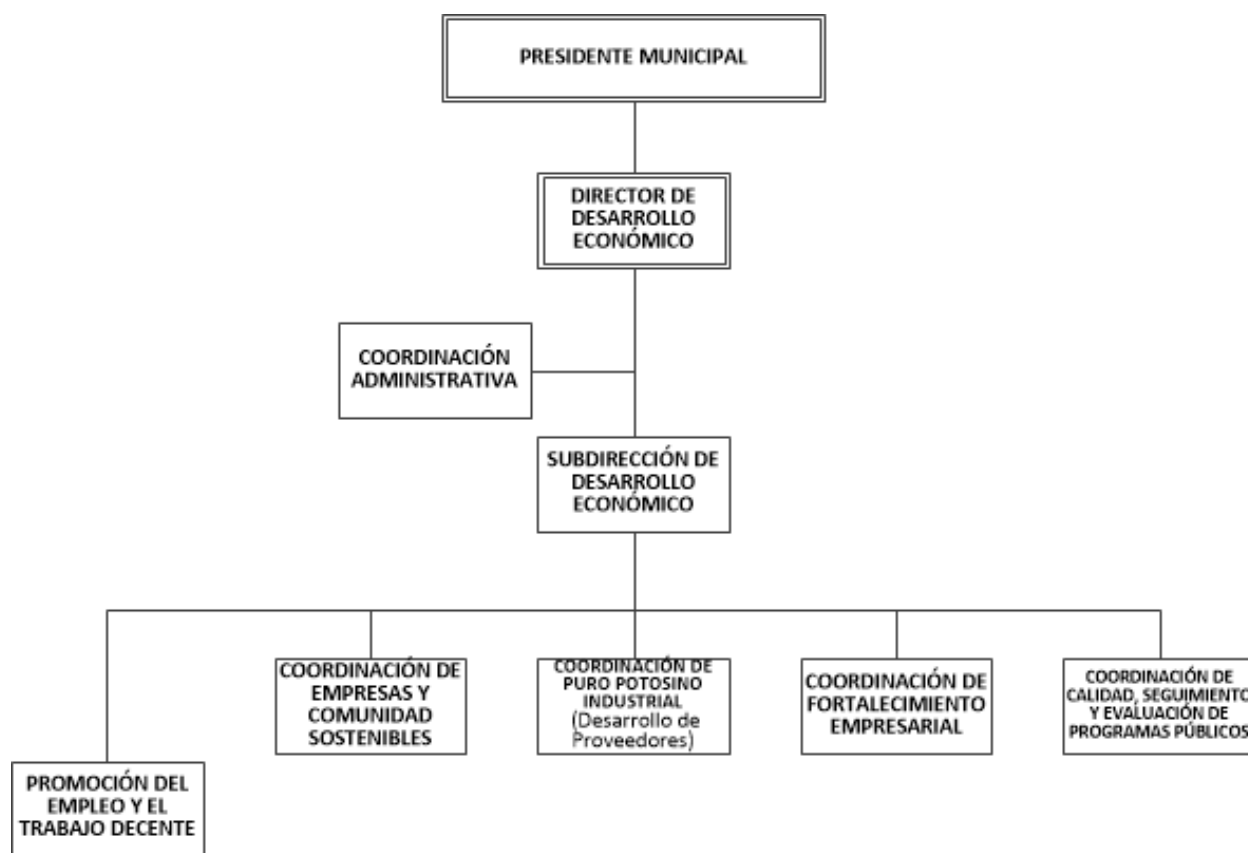 PRESIDENTE MUNICIPAL
DIRECTOR DE
DESARROLLO
ECONÓMICO
COORDINACIÓN
ADMINISTRATIVA
SUBDIRECCIÓN DE
DESARROLLO
ECONÓMICO
COORDINACIÓN DE
EMPRESAS Y
COMUNIDAD
SOSTENIBLES
COORDINACIÓN DE
PURO POTOSINO
INDUSTRIAL
(Desarrollo de
Proveedores)
COORDINACIÓN DE
FORTALECIMIENTO
EMPRESARIAL
COORDINACIÓN DE
CALIDAD, SEGUIMIENTO
Y EVALUACIÓN DE
PROGRAMAS PÚBLICOS
PROMOCIÓN DEL
EMPLEO Y EL
TRABAJO DECENTE